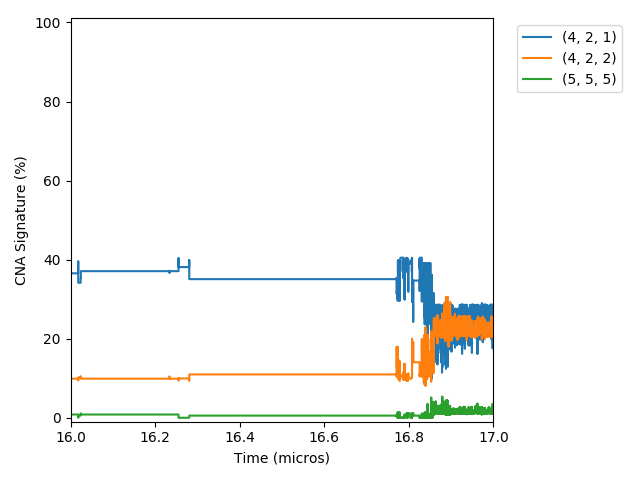 100
80
60
40
20
0
CNA Signature (%)
16.0 16.2 16.4 16.6 16.8 17.0
Time (micros)
(4, 2, 1)
(4, 2, 2)
(5, 5, 5)